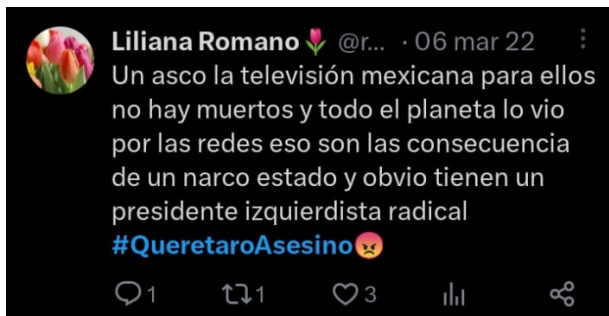 Liliana Romano🌷 @r... · 06 mar 22
Un asco la televisión mexicana para ellos
no hay muertos y todo el planeta lo vio
por las redes eso son las consecuencia
de un narco estado y obvio tienen un
presidente izquierdista radical
#QueretaroAsesino😡
1 1 3